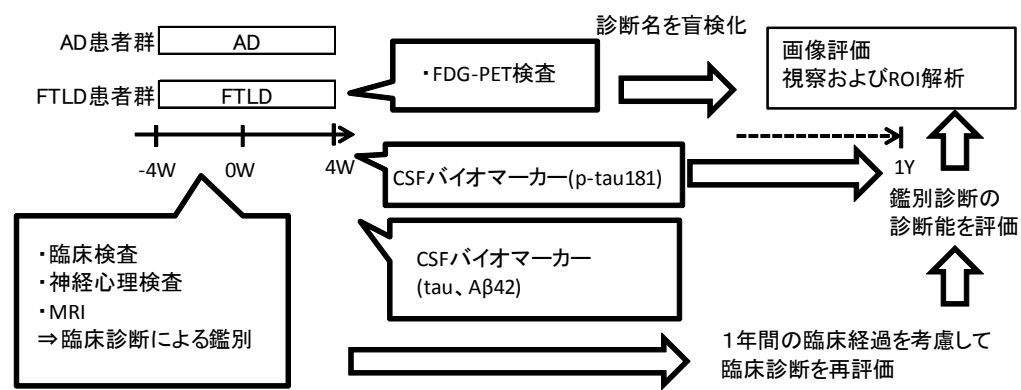 診断名を盲検化
AD患者群
AD
FTLD患者群
FTLD
・FDG-PET検査
画像評価
視察およびROI解析
-4W
0W
4W
1Y
CSFバイオマーカー(p-tau181)
鑑別診断の
診断能を評価
・臨床検査
・神経心理検査
・MRI
⇒臨床診断による鑑別
CSFバイオマーカー
(tau、Aβ42)
１年間の臨床経過を考慮して
臨床診断を再評価